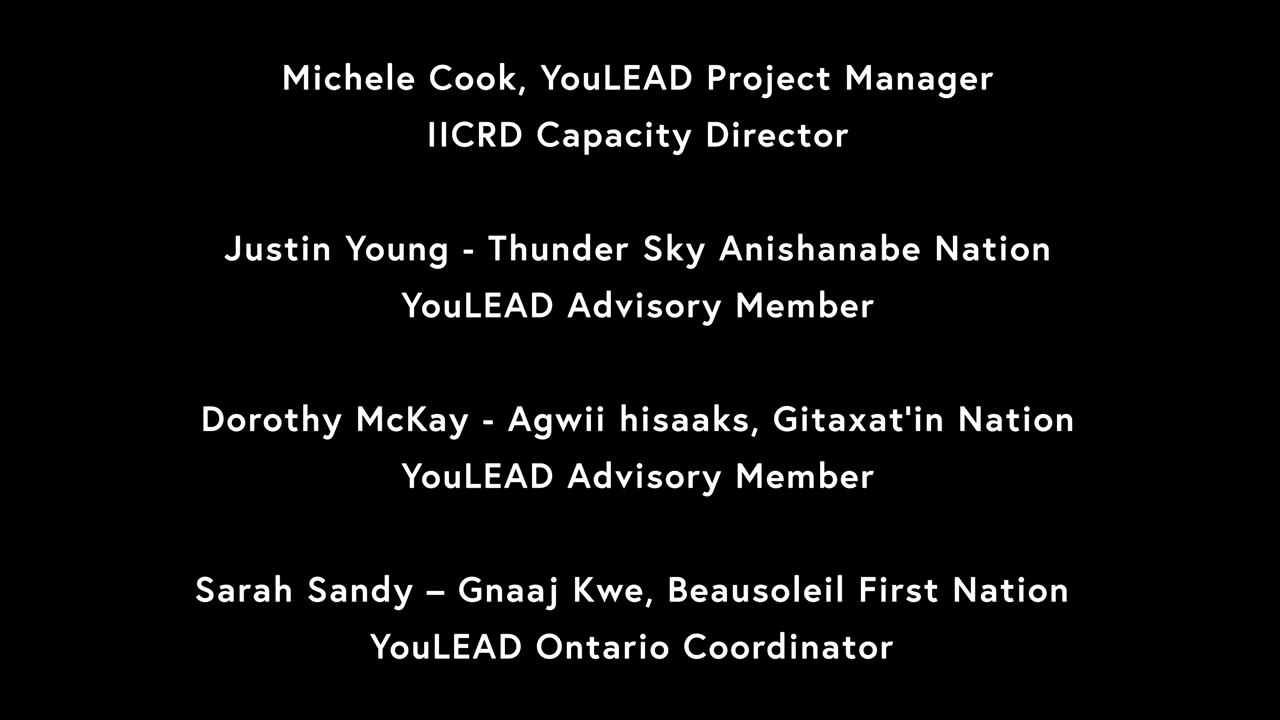 Michele Cook, YouLEAD Project Manager
IICRD Capacity Director
Justin Young - Thunder Sky Anishanabe Nation
YouLEAD Advisory Member
Dorothy McKay - Agwii hisaaks, Gitaxat'in Nation
YouLEAD Advisory Member
Sarah Sandy – Gnaaj Kwe, Beausoleil First Nation
YouLEAD Ontario Coordinator